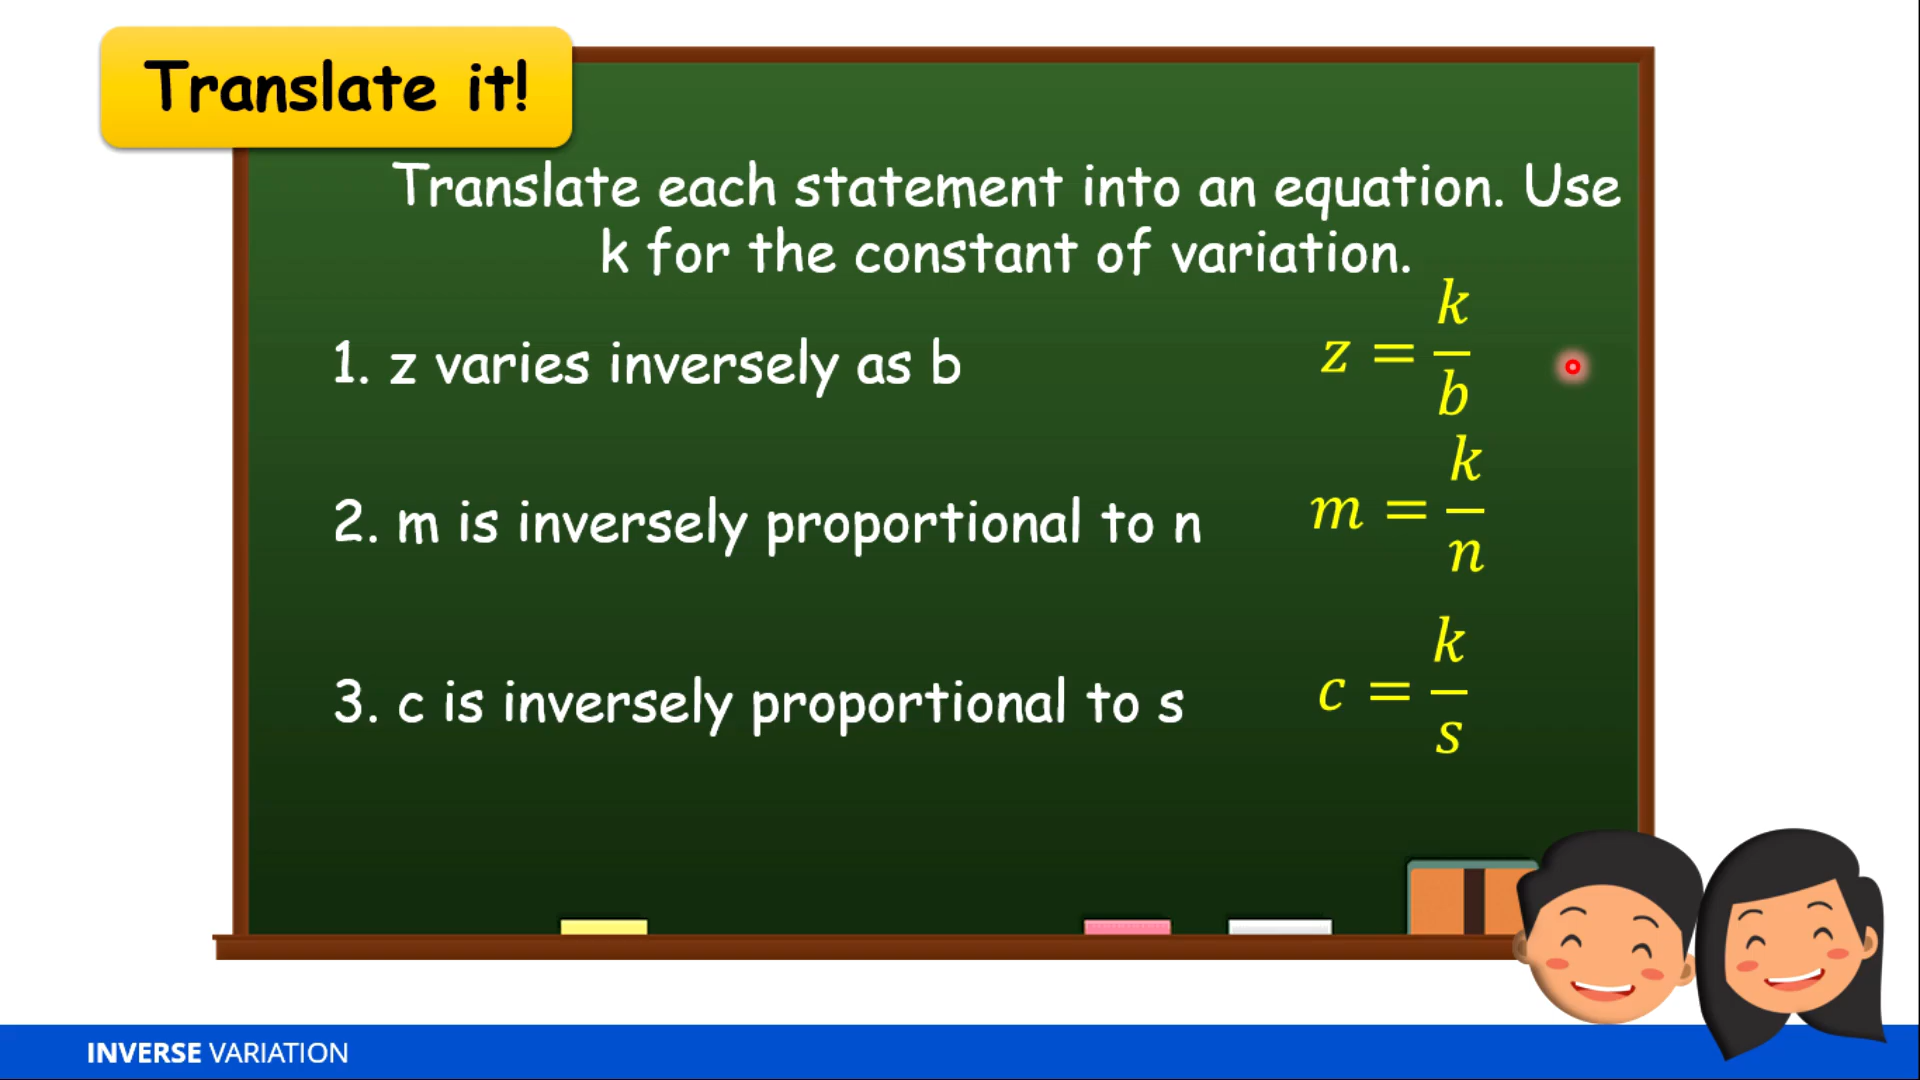 Translate it!
Translate each statement into an equation. Use
k for the constant of variation.
1. z varies inversely as b
z = k/b
2. m is inversely proportional to n
m = k/n
3. c is inversely proportional to s
c = k/s
INVERSE VARIATION